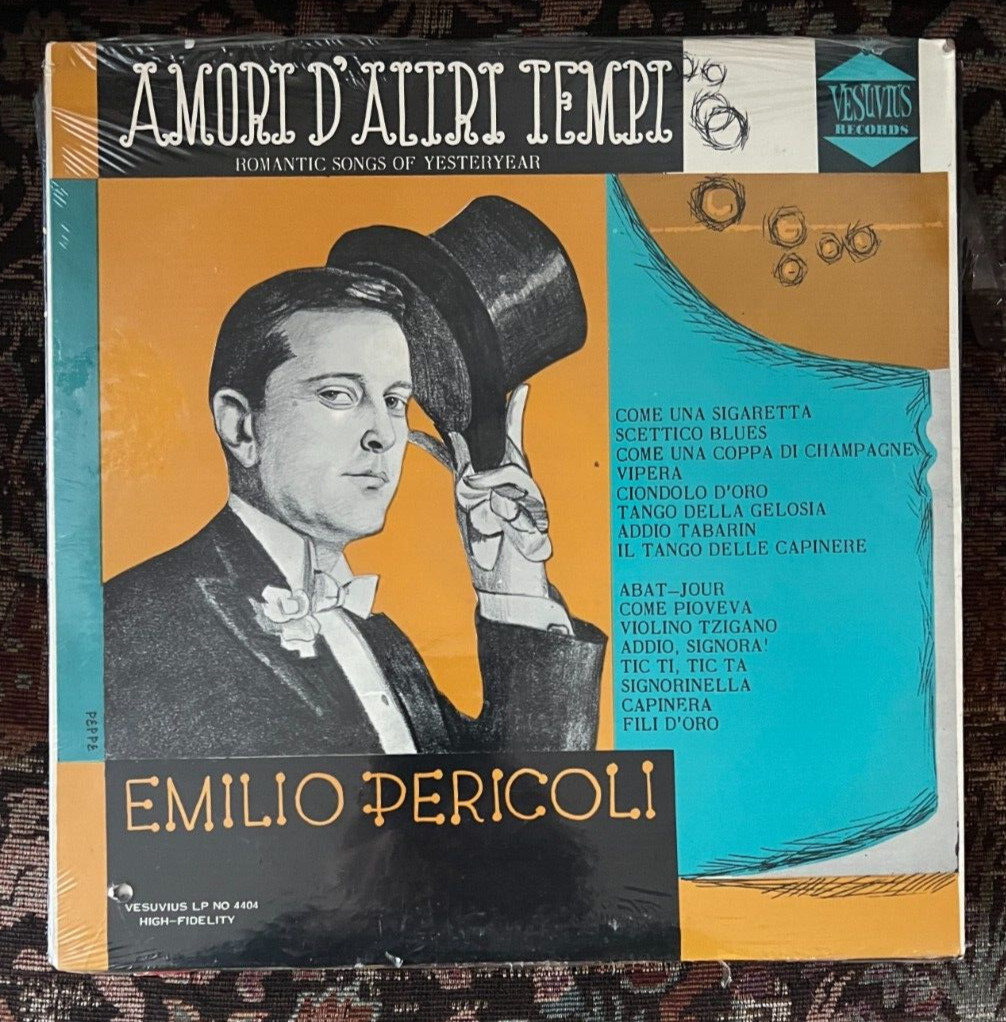 AMORI D'ALTRI TEMPI
ROMANTIC SONGS OF YESTERYEAR
VESUVIUS
RECORDS
COME UNA SIGARETTA
SCETTICO BLUES
COME UNA COPPA DI CHAMPAGNE
VIPERA
CIONDOLO D'ORO
TANGO DELLA GELOSIA
ADDIO TABARIN
IL TANGO DELLE CAPINERE
ABAT-JOUR
COME PIOVEVA
VIOLINO TZIGANO
ADDIO, SIGNORA!
TIC TI, TIC TA
SIGNORINELLA
CAPINERA
FILI D'ORO
PEPPE
EMILIO PERICOLI
VESUVIUS LP NO 4404
HIGH-FIDELITY